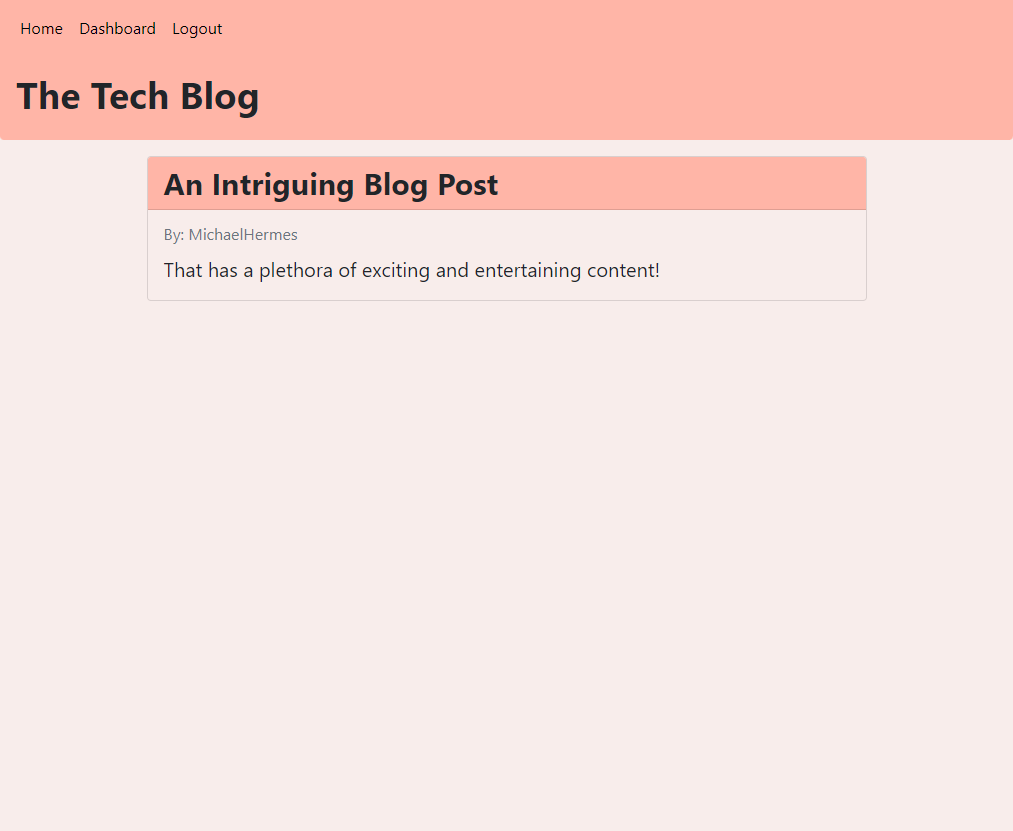 Home Dashboard Logout
The Tech Blog
An Intriguing Blog Post
By: MichaelHermes
That has a plethora of exciting and entertaining content!